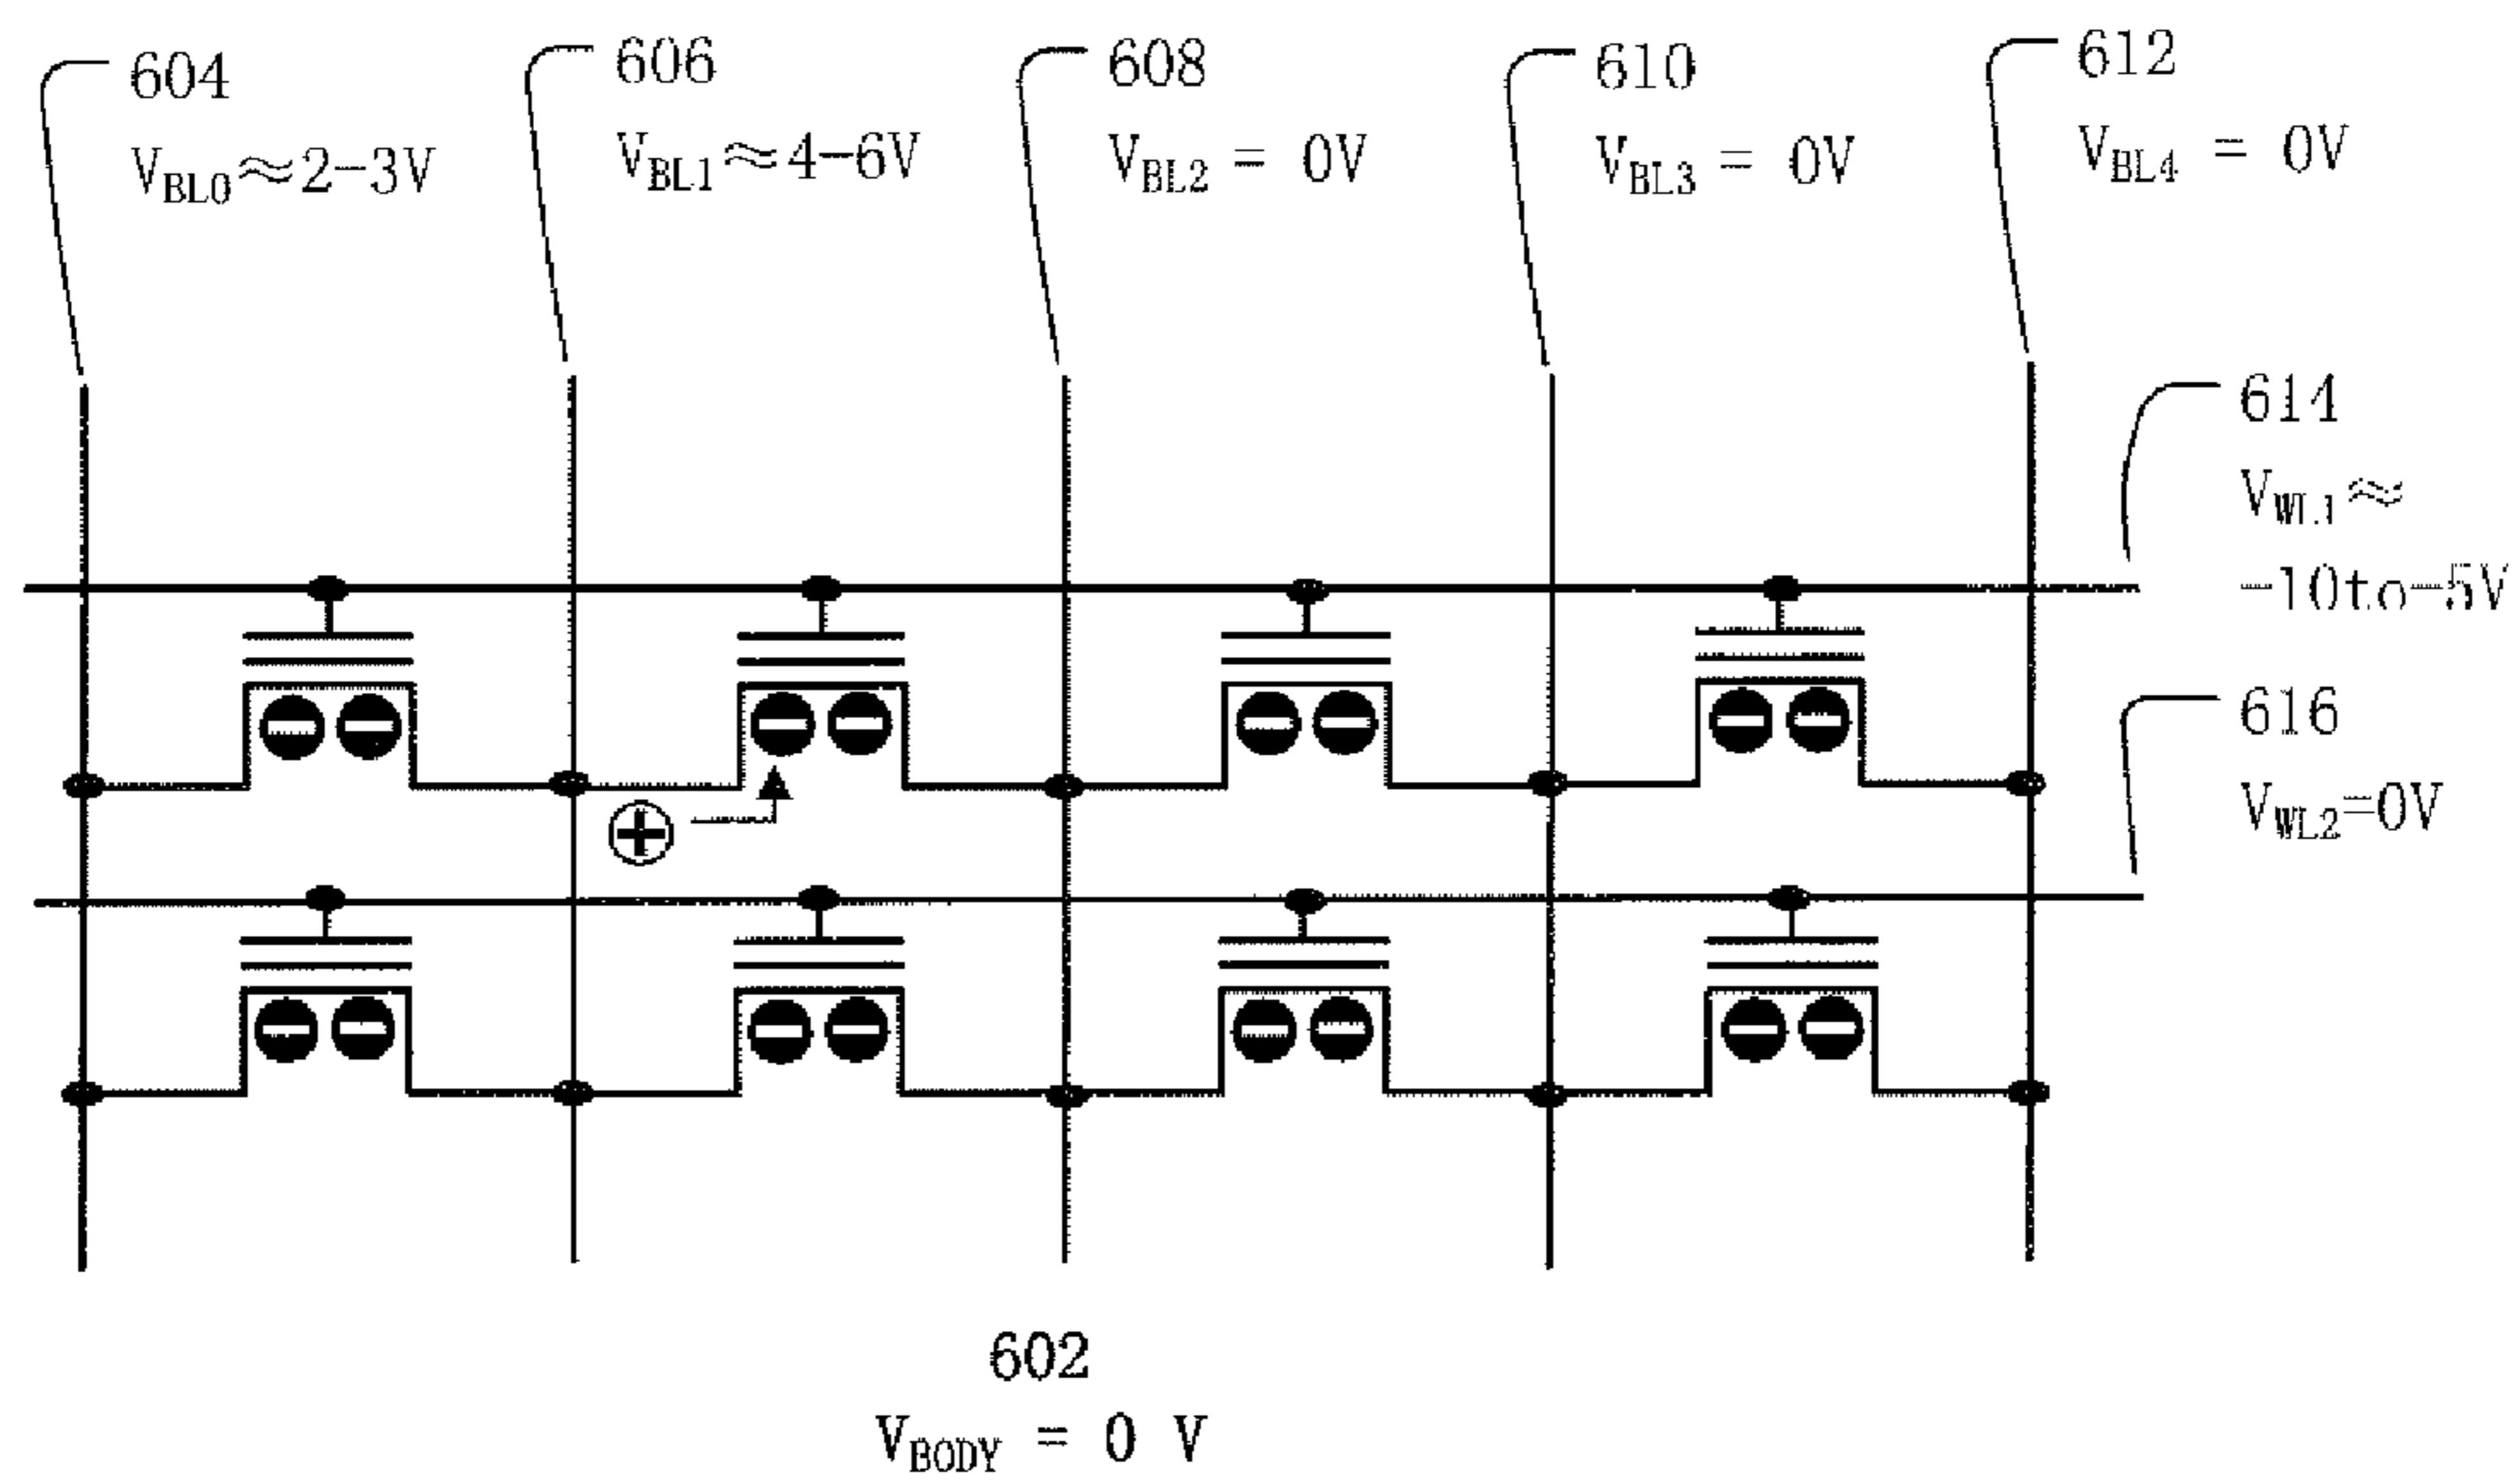 604
V_BL0≈2-3V
606
V_BL1≈4-6V
608
V_BL2 = 0V
610
V_BL3 = 0V
612
V_BL4 = 0V
614
V_WL1≈
-10to-5V
616
V_WL2=0V
602
V_BODY = 0 V